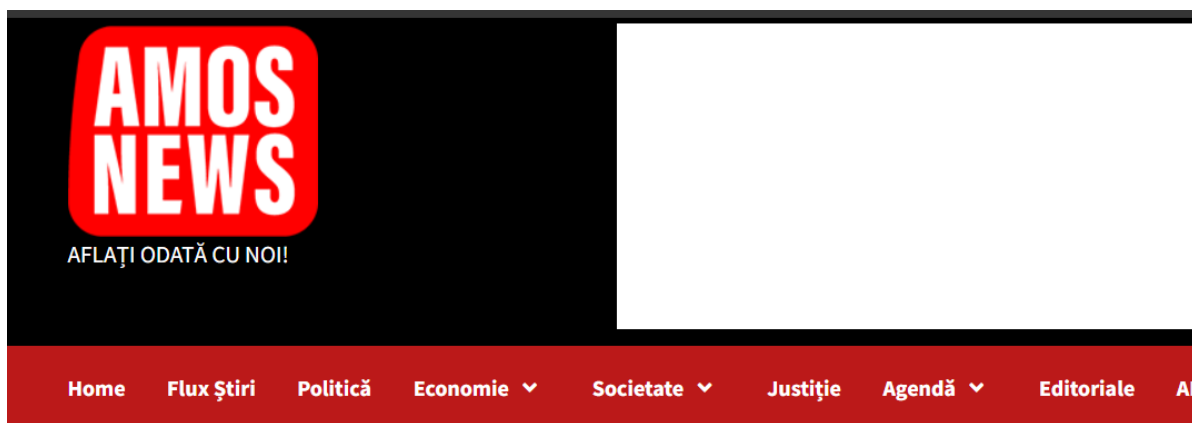 AMOS
NEWS
AFLAȚI ODATĂ CU NOI!
Home Flux Știri Politică Economie Societate Justiție Agendă Editoriale